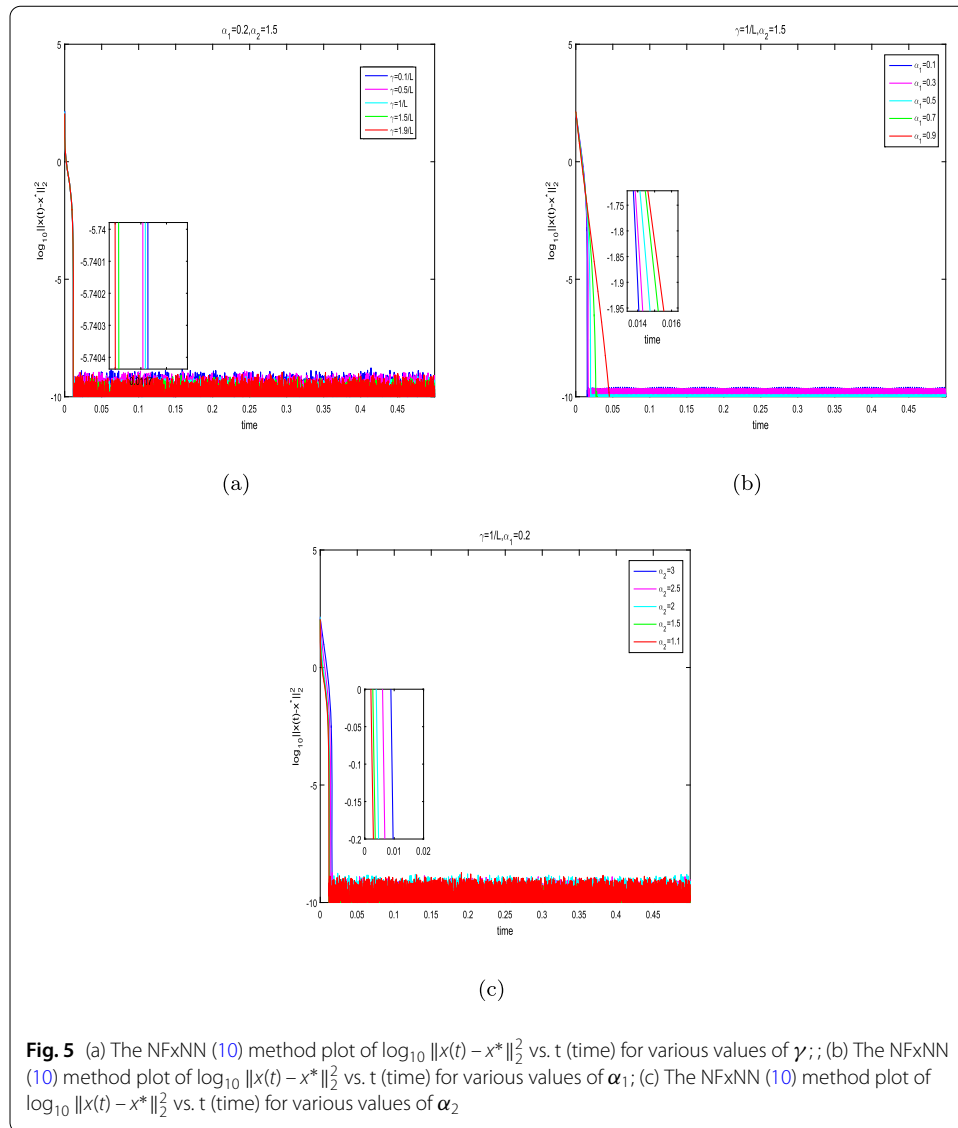 α1=0.2,α2=1.5
5
0
-5
-10
log10||x(t)-x*||2^2
γ=0.1/L
γ=0.5/L
γ=1/L
γ=1.5/L
γ=1.9/L
-5.74
-5.7401
-5.7402
-5.7403
-5.7404
0.0117
0 0.05 0.1 0.15 0.2 0.25 0.3 0.35 0.4 0.45
time
(a)
γ=1/L,α2=1.5
5
0
-5
-10
log10||x(t)-x*||2^2
α1=0.1
α1=0.3
α1=0.5
α1=0.7
α1=0.9
-1.75
-1.8
-1.85
-1.9
-1.95
0.014 0.016
time
0 0.05 0.1 0.15 0.2 0.25 0.3 0.35 0.4 0.45
time
(b)
γ=1/L,α1=0.2
5
0
-5
-10
log10||x(t)-x*||2^2
α2=3
α2=2.5
α2=2
α2=1.5
α2=1.1
0
-0.05
-0.1
-0.15
-0.2
0 0.01 0.02
0 0.05 0.1 0.15 0.2 0.25 0.3 0.35 0.4 0.45
time
(c)
Fig. 5 (a) The NFxNN (10) method plot of log10 ‖x(t) – x*‖2^2 vs. t (time) for various values of γ; ; (b) The NFxNN
(10) method plot of log10 ‖x(t) – x*‖2^2 vs. t (time) for various values of α1; (c) The NFxNN (10) method plot of
log10 ‖x(t) – x*‖2^2 vs. t (time) for various values of α2